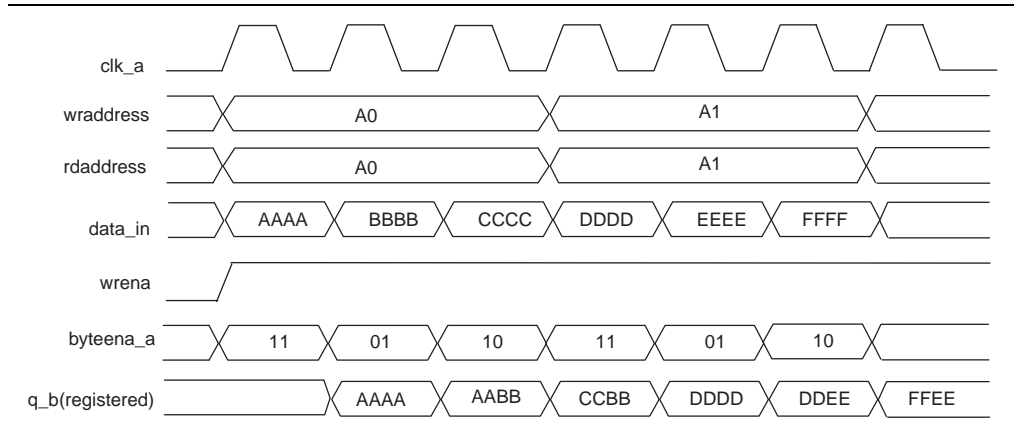 clk_a
wraddress A0 A1
rdaddress A0 A1
data_in AAAA BBBB CCCC DDDD EEEE FFFF
wrena
byteena_a 11 01 10 11 01 10
q_b(registered) AAAA AABB CCBB DDDD DDEE FFEE